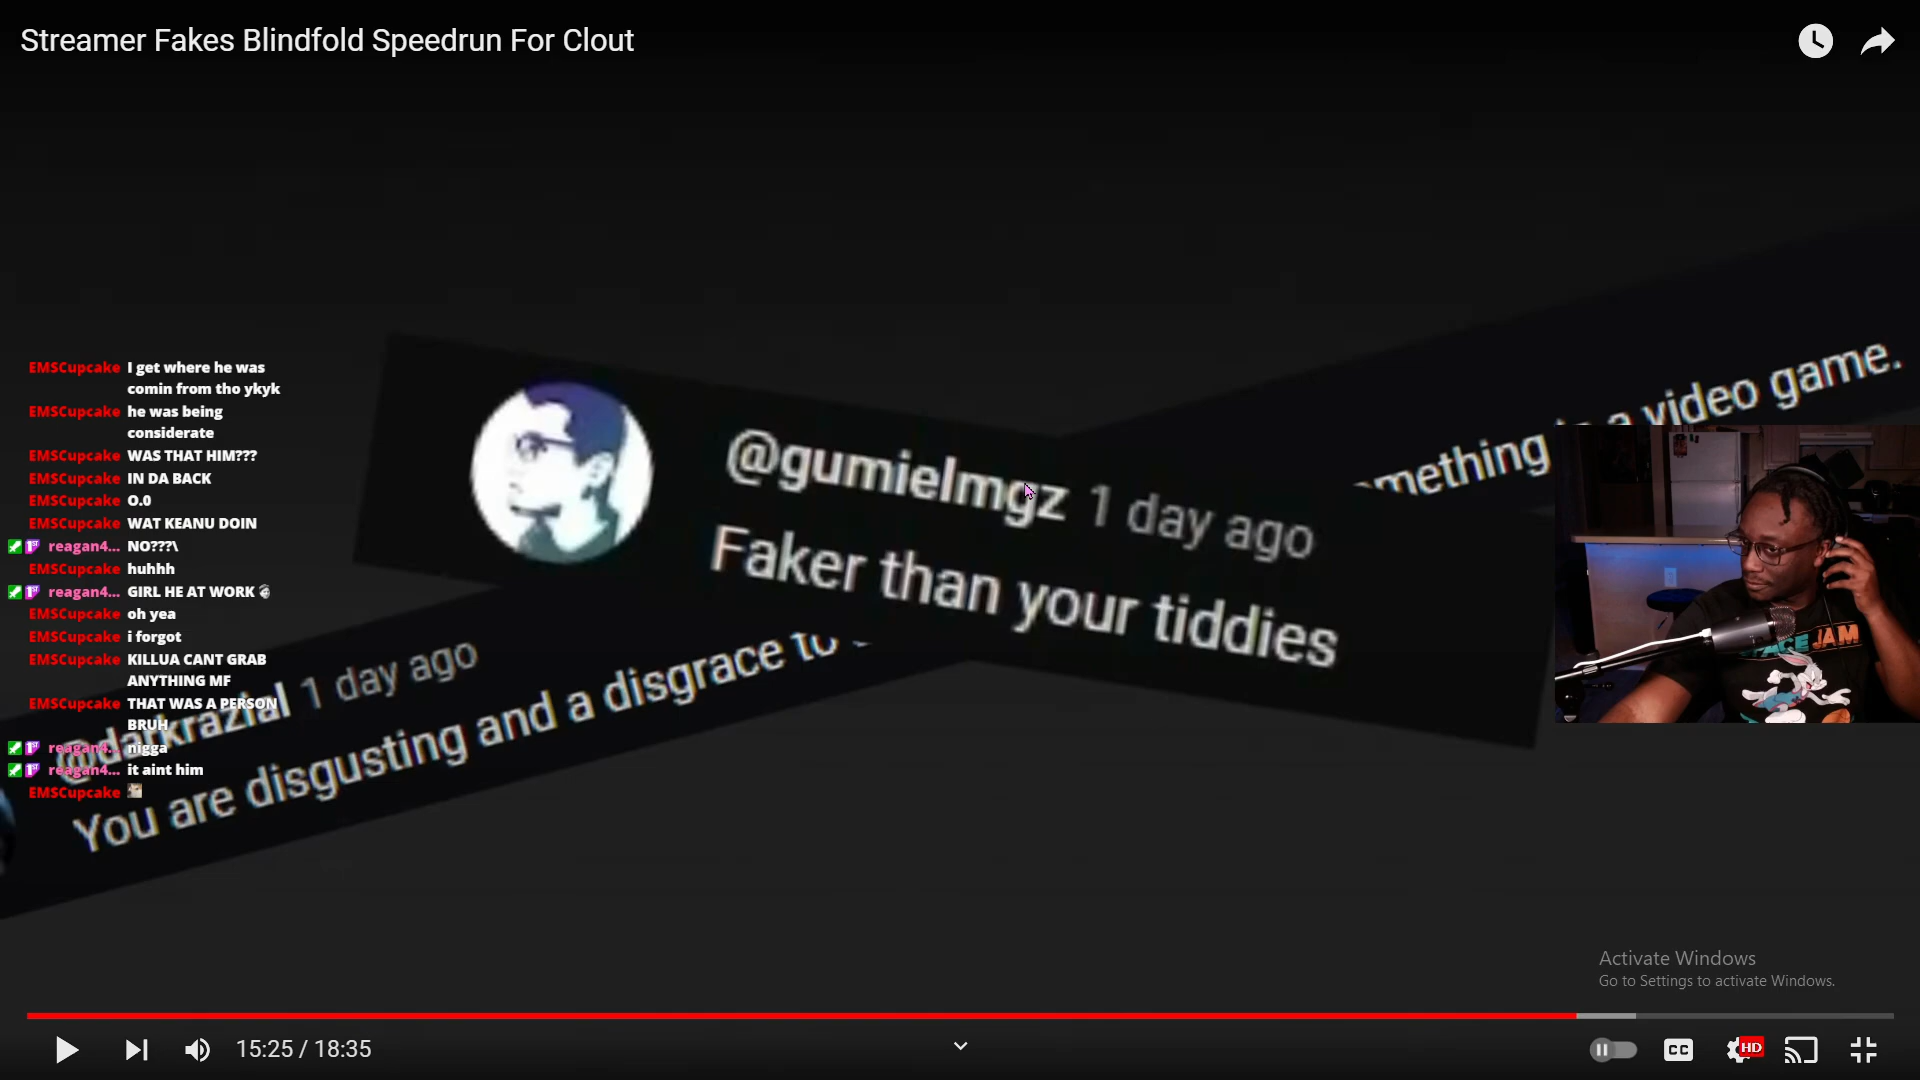 Streamer Fakes Blindfold Speedrun For Clout
EMSCupcake I get where he was
comin from tho ykyk
EMSCupcake he was being
considerate
EMSCupcake WAS THAT HIM???
EMSCupcake IN DA BACK
EMSCupcake O.0
EMSCupcake WAT KEANU DOIN
reagan4... NO???\
EMSCupcake huhhh
reagan4... GIRL HE AT WORK
EMSCupcake oh yea
EMSCupcake i forgot
EMSCupcake KILLUA CANT GRAB
ANYTHING MF
EMSCupcake THAT WAS A PERSON
BRUH
reagan4... nigga
reagan4... it aint him
EMSCupcake
@gumielmgz 1 day ago
Faker than your tiddies
video game.
@darkrazial 1 day ago
You are disgusting and a disgrace to
SPACE JAM
Activate Windows
Go to Settings to activate Windows.
15:25 / 18:35
CC
HD